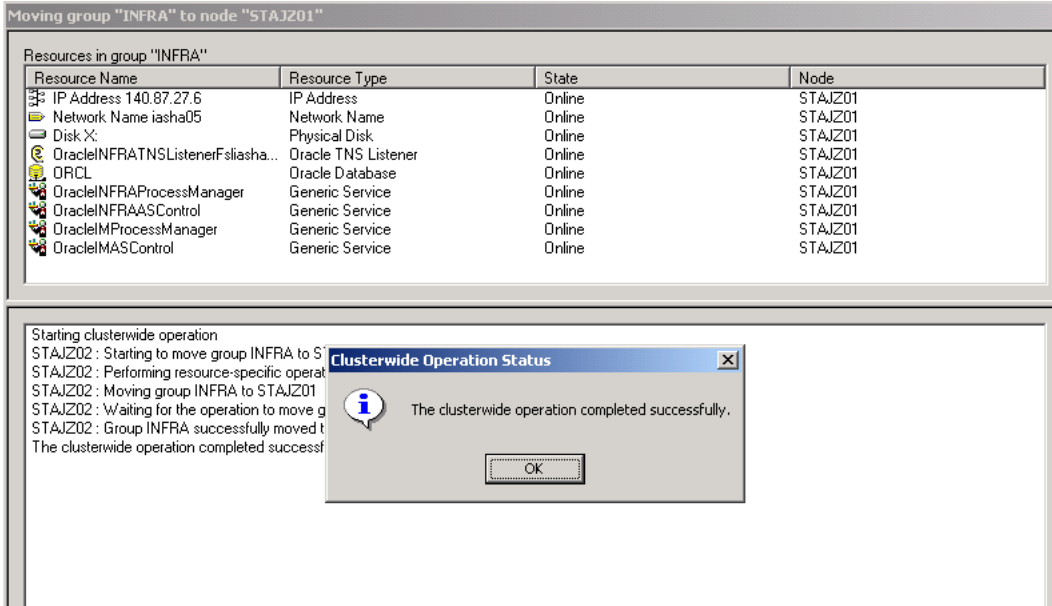 Moving group "INFRA" to node "STAJZ01"
Resources in group "INFRA"
Resource Name Resource Type State Node
IP Address 140.87.27.6 IP Address Online STAJZ01
Network Name iasha05 Network Name Online STAJZ01
Disk X: Physical Disk Online STAJZ01
OracleINFRATNSListenerFsliasha... Oracle TNS Listener Online STAJZ01
ORCL Oracle Database Online STAJZ01
OracleINFRAProcessManager Generic Service Online STAJZ01
OracleINFRAASControl Generic Service Online STAJZ01
OracleIMProcessManager Generic Service Online STAJZ01
OracleIMASControl Generic Service Online STAJZ01
Starting clusterwide operation
STAJZ02 : Starting to move group INFRA to S
STAJZ02 : Performing resource-specific operat
STAJZ02 : Moving group INFRA to STAJZ01
STAJZ02 : Waiting for the operation to move g
STAJZ02 : Group INFRA successfully moved t
The clusterwide operation completed successf
Clusterwide Operation Status
The clusterwide operation completed successfully.
OK